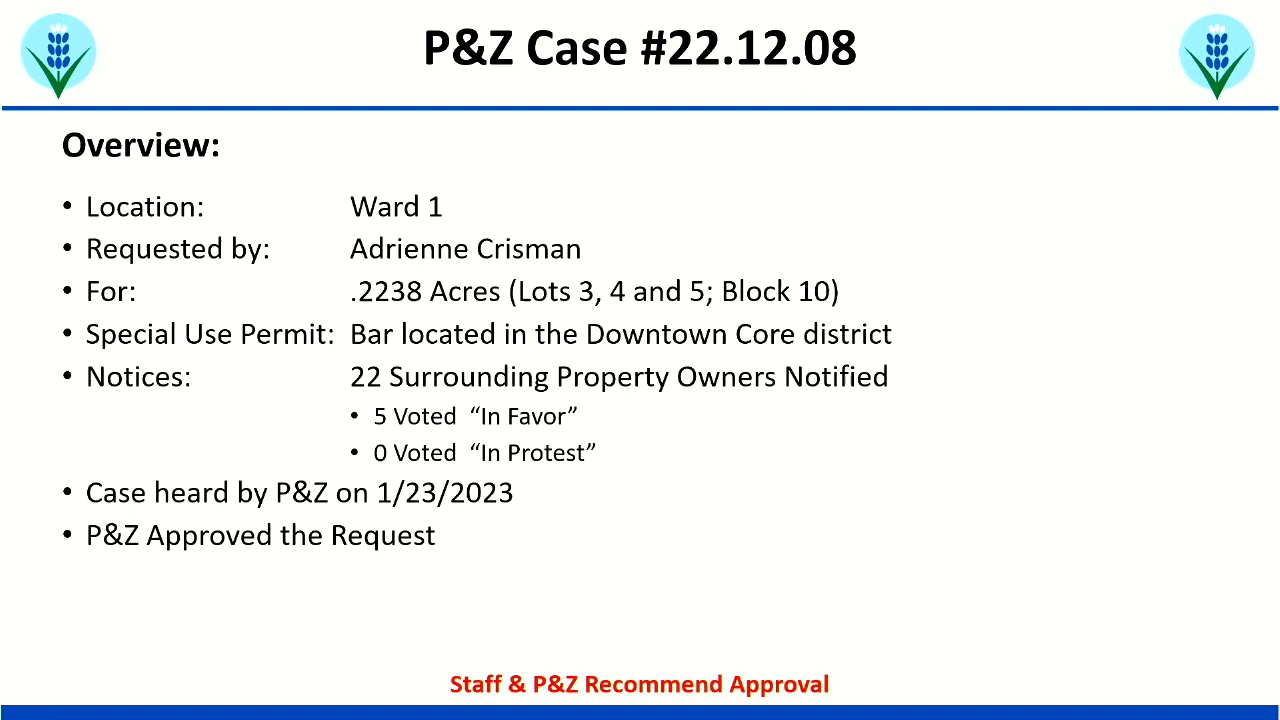 P&Z Case #22.12.08
Overview:
• Location: Ward 1
• Requested by: Adrienne Crisman
• For: .2238 Acres (Lots 3, 4 and 5; Block 10)
• Special Use Permit: Bar located in the Downtown Core district
• Notices: 22 Surrounding Property Owners Notified
• 5 Voted “In Favor”
• 0 Voted “In Protest”
• Case heard by P&Z on 1/23/2023
• P&Z Approved the Request
Staff & P&Z Recommend Approval